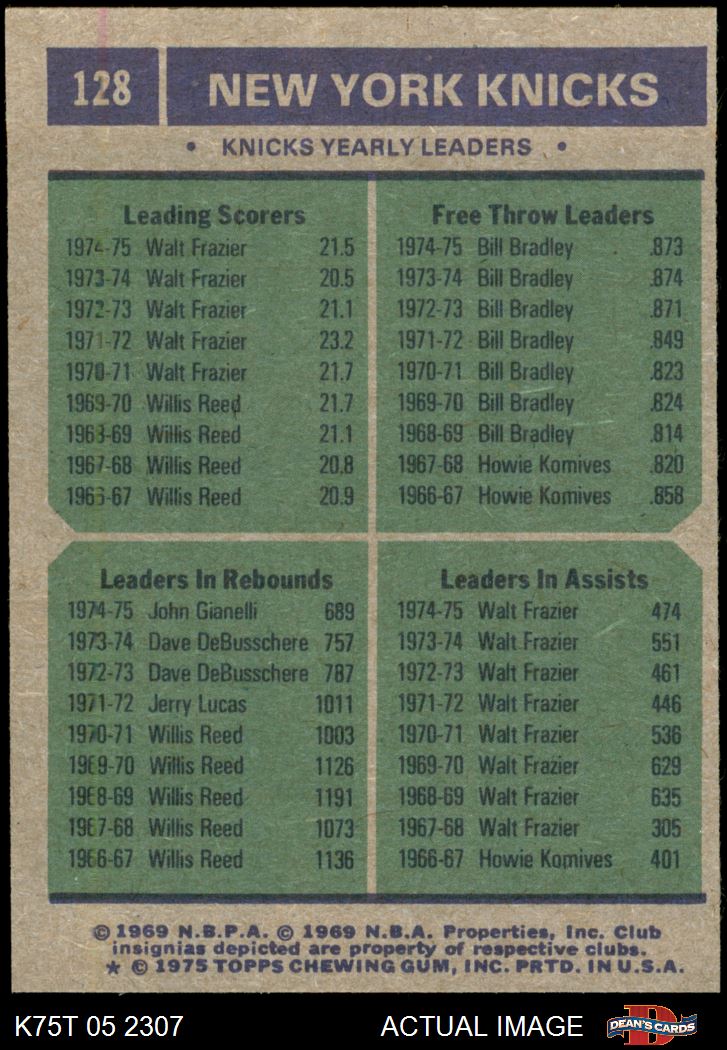 128 NEW YORK KNICKS
• KNICKS YEARLY LEADERS •
Leading Scorers
1974-75 Walt Frazier 21.5
1973-74 Walt Frazier 20.5
1972-73 Walt Frazier 21.1
1971-72 Walt Frazier 23.2
1970-71 Walt Frazier 21.7
1969-70 Willis Reed 21.7
1968-69 Willis Reed 21.1
1967-68 Willis Reed 20.8
1966-67 Willis Reed 20.9
Free Throw Leaders
1974-75 Bill Bradley .873
1973-74 Bill Bradley .874
1972-73 Bill Bradley .871
1971-72 Bill Bradley .849
1970-71 Bill Bradley .823
1969-70 Bill Bradley .824
1968-69 Bill Bradley .814
1967-68 Howie Komives .820
1966-67 Howie Komives .858
Leaders In Rebounds
1974-75 John Gianelli 689
1973-74 Dave DeBusschere 757
1972-73 Dave DeBusschere 787
1971-72 Jerry Lucas 1011
1970-71 Willis Reed 1003
1969-70 Willis Reed 1126
1968-69 Willis Reed 1191
1967-68 Willis Reed 1073
1966-67 Willis Reed 1136
Leaders In Assists
1974-75 Walt Frazier 474
1973-74 Walt Frazier 551
1972-73 Walt Frazier 461
1971-72 Walt Frazier 446
1970-71 Walt Frazier 536
1969-70 Walt Frazier 629
1968-69 Walt Frazier 635
1967-68 Walt Frazier 305
1966-67 Howie Komives 401
© 1969 N.B.P.A. © 1969 N.B.A. Properties, Inc. Club
insignias depicted are property of respective clubs.
★ © 1975 TOPPS CHEWING GUM, INC. PRTD. IN U.S.A.
K75T 05 2307 ACTUAL IMAGE D DEAN'S CARDS